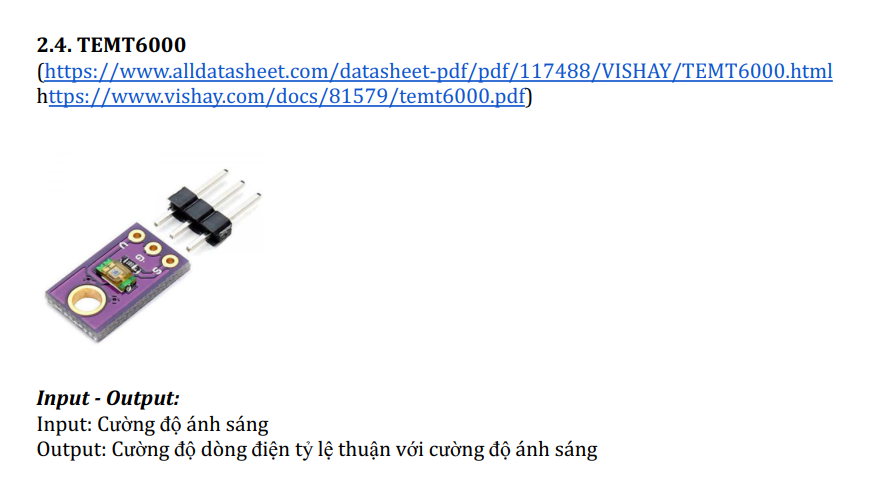 2.4. TEMT6000
(https://www.alldatasheet.com/datasheet-pdf/pdf/117488/VISHAY/TEMT6000.html
https://www.vishay.com/docs/81579/temt6000.pdf)
G
S
Input - Output:
Input: Cường độ ánh sáng
Output: Cường độ dòng điện tỷ lệ thuận với cường độ ánh sáng